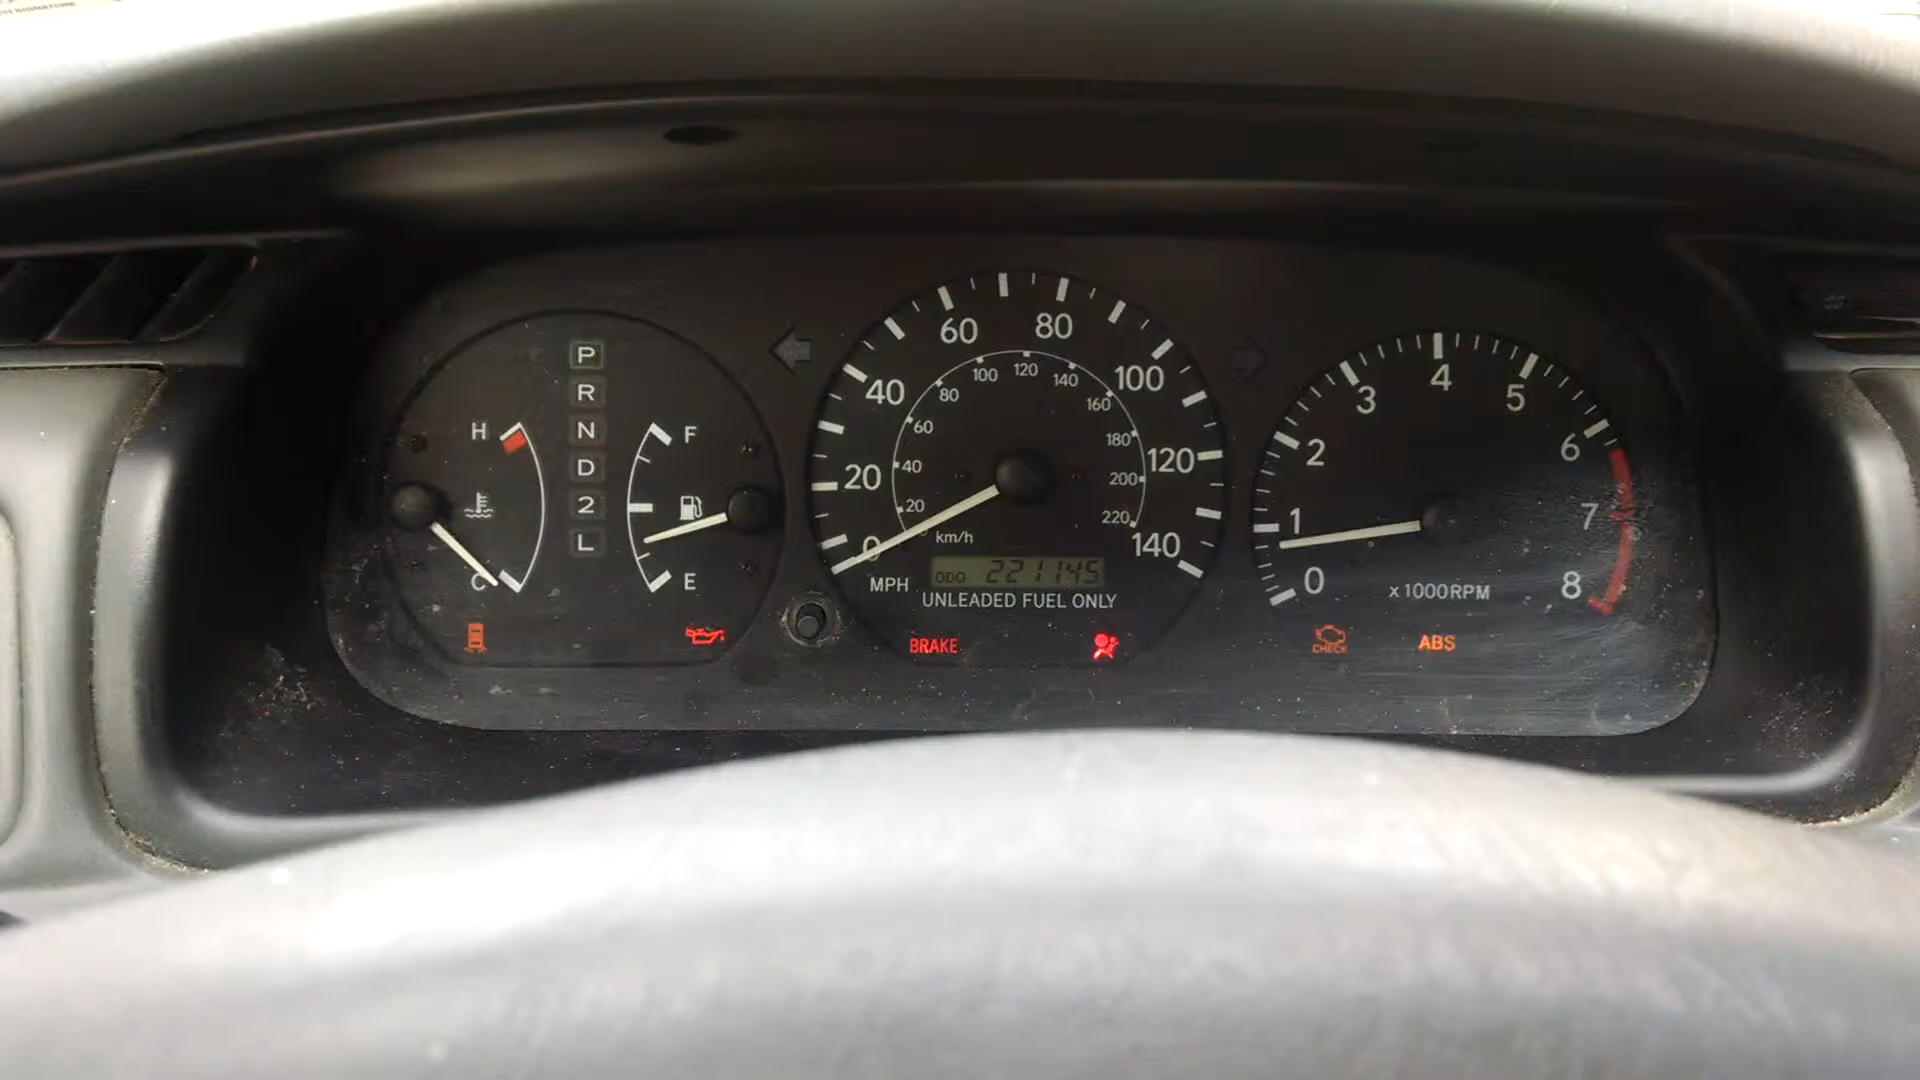 P
R
N
D
2
L
H
C
F
E
0
20
40
60
80
100
120
140
20
40
60
80
100
120
140
160
180
200
220
km/h
MPH
ODO 221145
UNLEADED FUEL ONLY
BRAKE
0
1
2
3
4
5
6
7
8
x1000RPM
CHECK
ABS